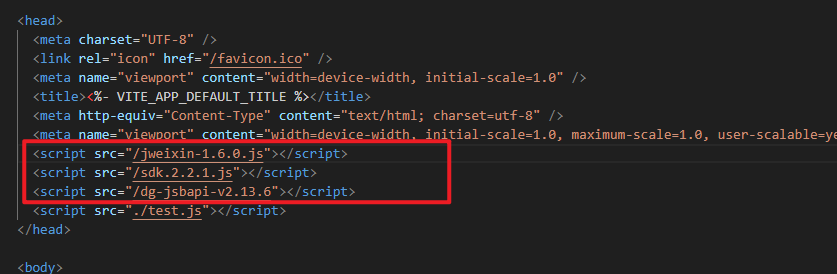 <head>
<meta charset="UTF-8" />
<link rel="icon" href="/favicon.ico" />
<meta name="viewport" content="width=device-width, initial-scale=1.0" />
<title><%- VITE_APP_DEFAULT_TITLE %></title>
<meta http-equiv="Content-Type" content="text/html; charset=utf-8" />
<meta name="viewport" content="width=device-width, initial-scale=1.0, maximum-scale=1.0, user-scalable=ye
<script src="/jweixin-1.6.0.js"></script>
<script src="/sdk.2.2.1.js"></script>
<script src="/dg-jsbapi-v2.13.6"></script>
<script src="./test.js"></script>
</head>
<body>